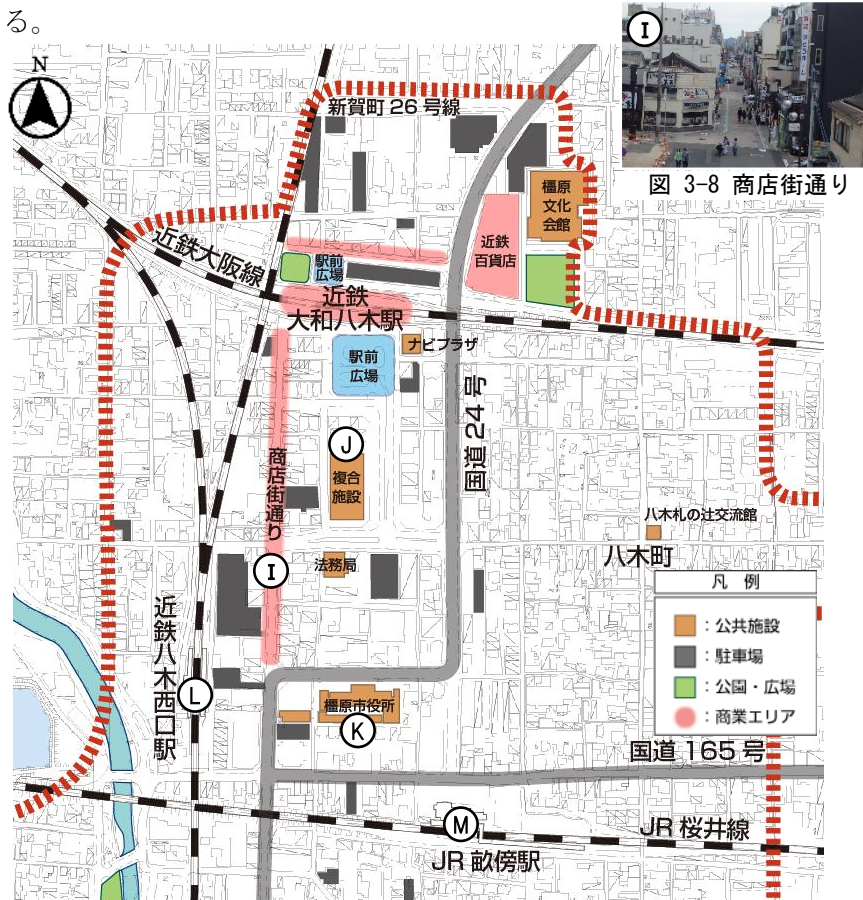 る。
I
図 3-8 商店街通り
N
新賀町26号線
橿原
文化
会館
近鉄
百貨店
近鉄大阪線
駅前
広場
近鉄
大和八木駅
ナビプラザ
駅前
広場
国道24号
J
複合
施設
商店街通り
八木札の辻交流館
八木町
法務局
I
凡 例
：公共施設
：駐車場
：公園・広場
：商業エリア
近鉄八木西口駅
L
橿原市役所
K
国道165号
M
JR桜井線
JR畝傍駅